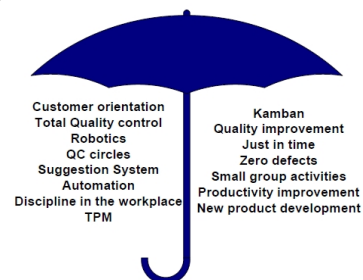 Customer orientation
Total Quality control
Robotics
QC circles
Suggestion System
Automation
Discipline in the workplace
TPM
Kamban
Quality improvement
Just in time
Zero defects
Small group activities
Productivity improvement
New product development